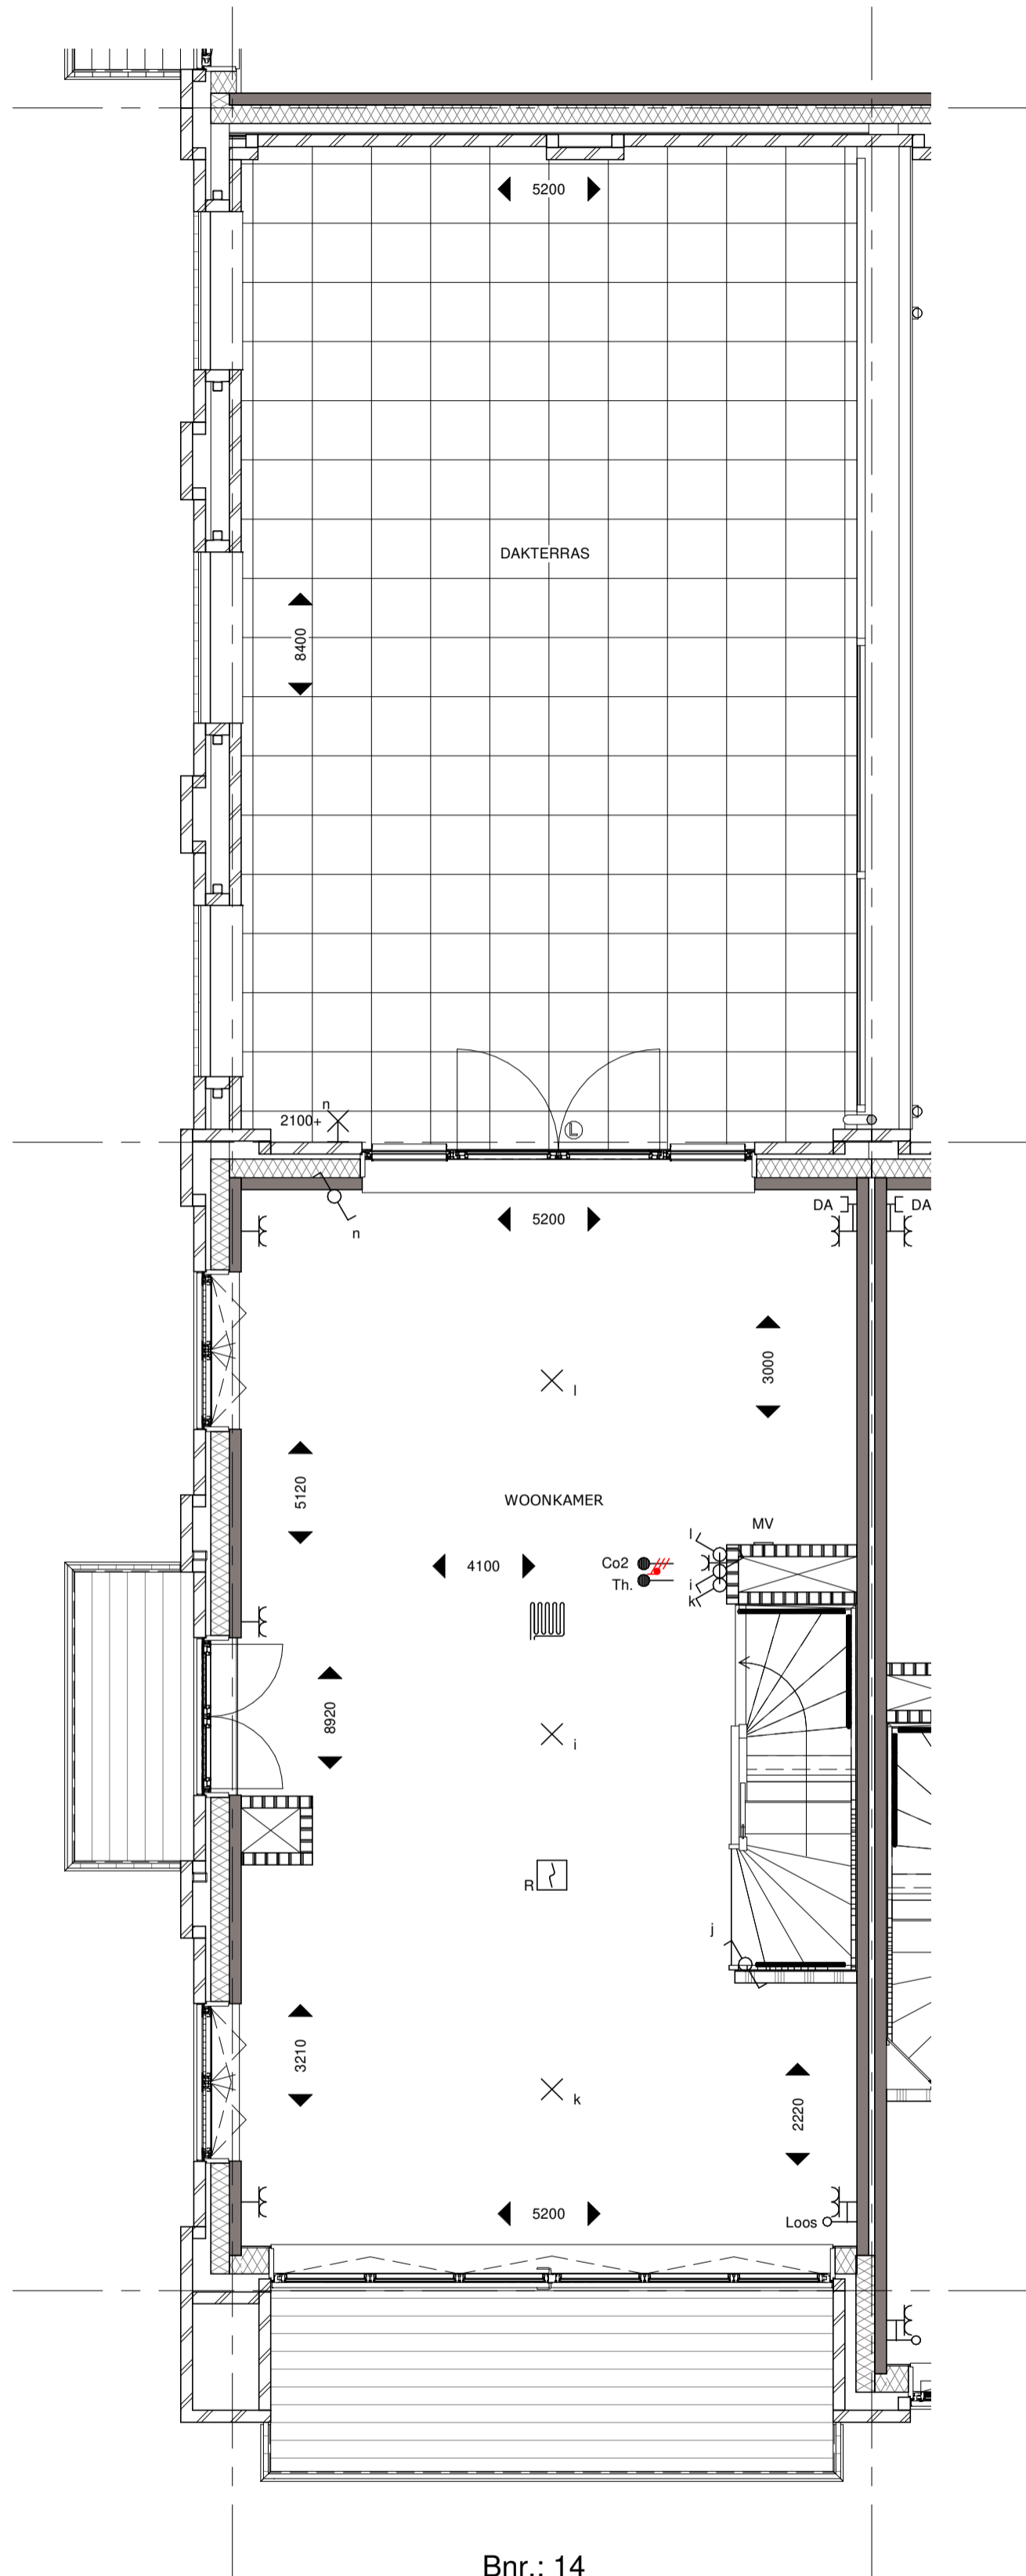 5200
DAKTERRAS
8400
n
2100+
L
DA
DA
5200
n
3000
l
5120
WOONKAMER
MV
l
Co2
4100
Th.
i
k
8920
i
R
j
3210
k
2220
5200
Loos
Bnr.: 14